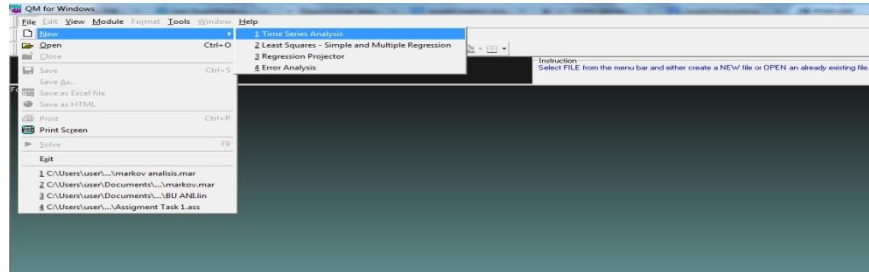 QM for Windows
File Edit View Module Format Tools Window Help
New
1 Time Series Analysis
Open Ctrl+O
2 Least Squares - Simple and Multiple Regression
Close
3 Regression Projector
4 Error Analysis
Instruction
Select FILE from the menu bar and either create a NEW file or OPEN an already existing file.
Save Ctrl+S
Save As...
Save as Excel file
Save as HTML
Print Ctrl+P
Print Screen
Solve F9
Exit
1 C:\Users\user\...\markov analisis.mar
2 C:\Users\user\Documents\...\markov.mar
3 C:\Users\user\Documents\...\BU ANI.lin
4 C:\Users\user\...\Assigment Task 1.ass